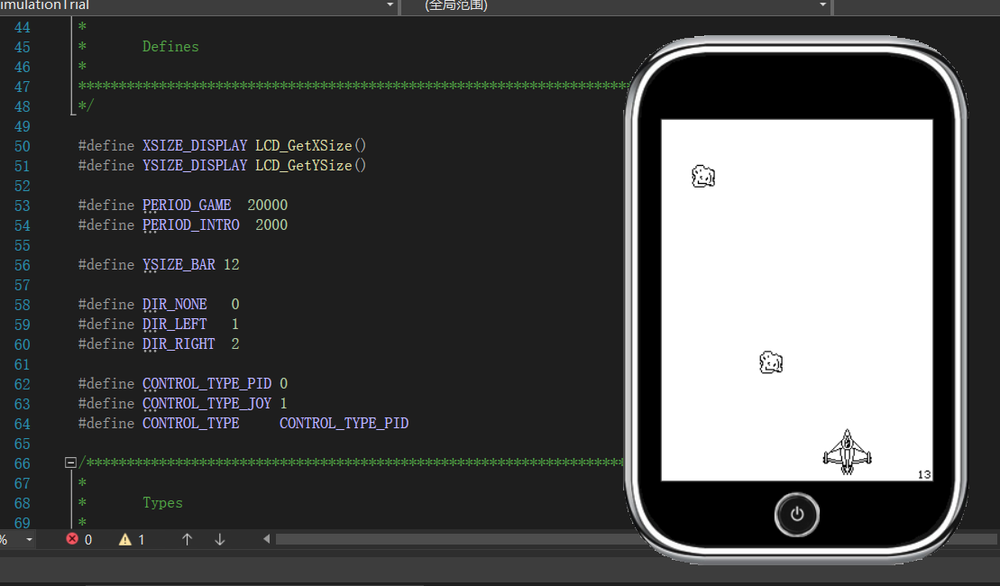 imulationTrial (全局范围)
44 *
45 * Defines
46 *
47 ********************************************************************
48 */
49
50 #define XSIZE_DISPLAY LCD_GetXSize()
51 #define YSIZE_DISPLAY LCD_GetYSize()
52
53 #define PERIOD_GAME 20000
54 #define PERIOD_INTRO 2000
55
56 #define YSIZE_BAR 12
57
58 #define DIR_NONE 0
59 #define DIR_LEFT 1
60 #define DIR_RIGHT 2
61
62 #define CONTROL_TYPE_PID 0
63 #define CONTROL_TYPE_JOY 1
64 #define CONTROL_TYPE CONTROL_TYPE_PID
65
66 /*******************************************************************
67 *
68 * Types
69 *
% 0 1
13